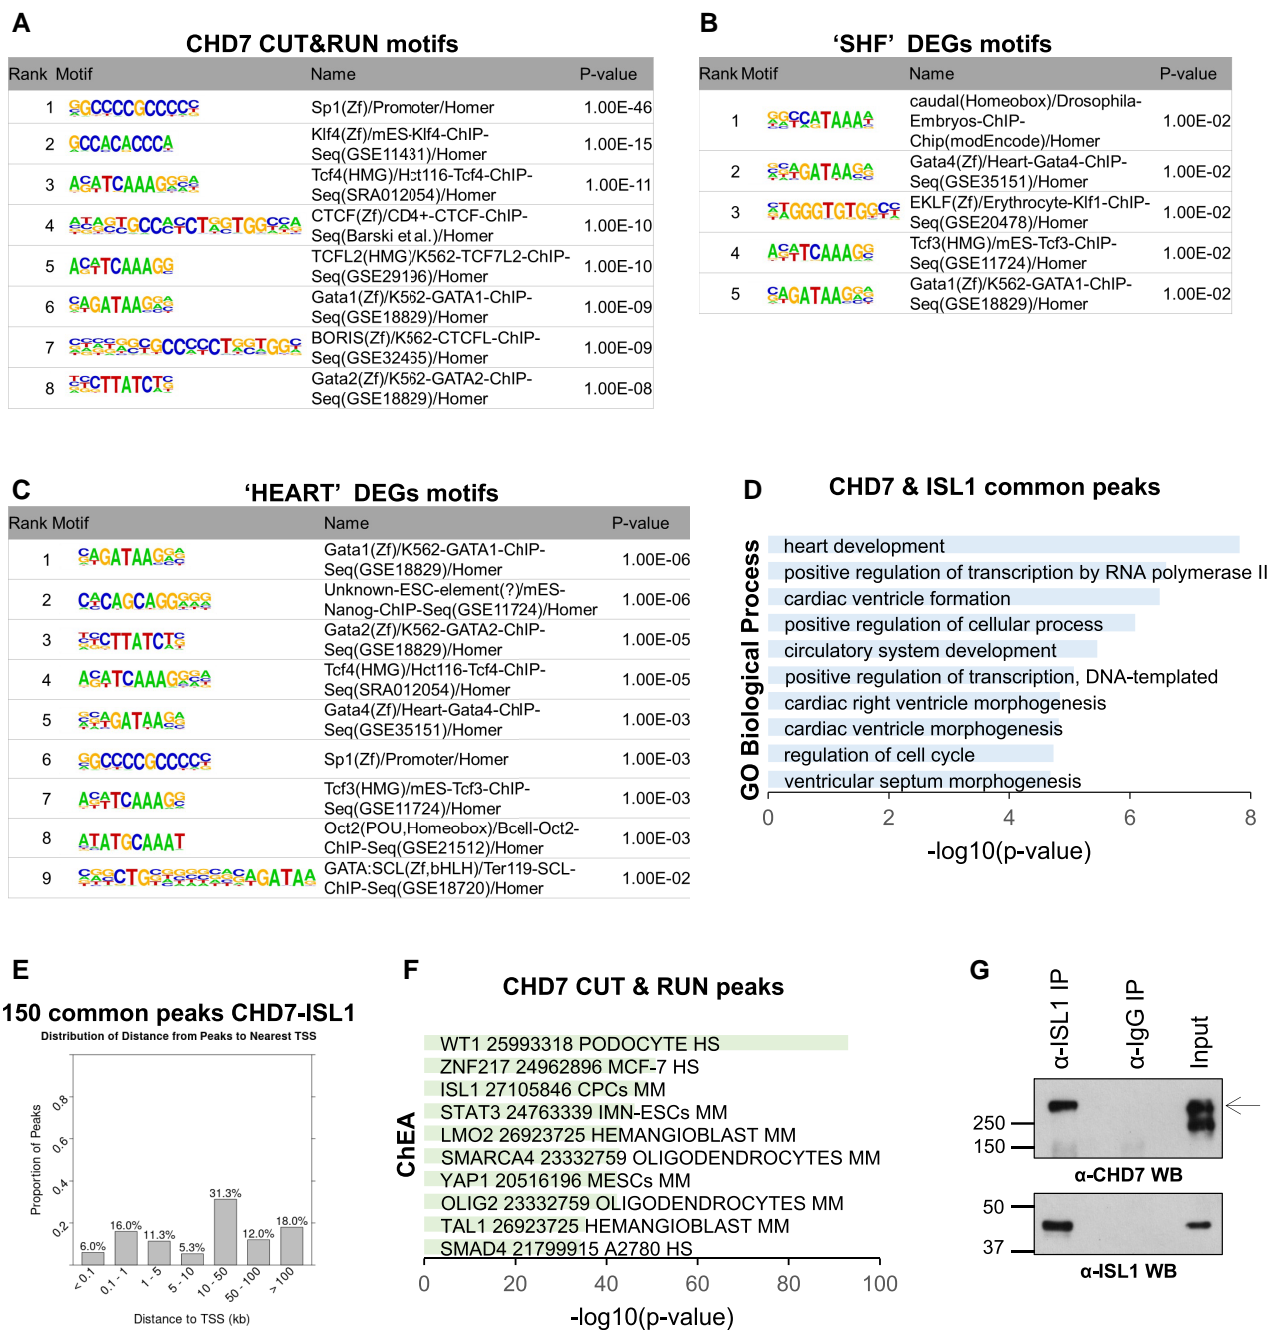 A
CHD7 CUT&RUN motifs
Rank Motif Name P-value
1 GGCCCCGCCCCC Sp1(Zf)/Promoter/Homer 1.00E-46
2 GCCACACCCA Klf4(Zf)/mES-Klf4-ChIP-
Seq(GSE11431)/Homer 1.00E-15
3 ACATCAAAGGGA Tcf4(HMG)/Hct116-Tcf4-ChIP-
Seq(SRA012054)/Homer 1.00E-11
4 CTCF(Zf)/CD4+-CTCF-ChIP-
Seq(Barski et al.)/Homer 1.00E-10
5 ACATCAAAGG TCFL2(HMG)/K562-TCF7L2-ChIP-
Seq(GSE29196)/Homer 1.00E-10
6 CAGATAAGGA Gata1(Zf)/K562-GATA1-ChIP-
Seq(GSE18829)/Homer 1.00E-09
7 BORIS(Zf)/K562-CTCFL-ChIP-
Seq(GSE32465)/Homer 1.00E-09
8 Gata2(Zf)/K562-GATA2-ChIP-
Seq(GSE18829)/Homer 1.00E-08
B
‘SHF’ DEGs motifs
Rank Motif Name P-value
1 GGCCATAAAA caudal(Homeobox)/Drosophila-
Embryos-ChIP-
Chip(modEncode)/Homer 1.00E-02
2 Gata4(Zf)/Heart-Gata4-ChIP-
Seq(GSE35151)/Homer 1.00E-02
3 EKLF(Zf)/Erythrocyte-Klf1-ChIP-
Seq(GSE20478)/Homer 1.00E-02
4 Tcf3(HMG)/mES-Tcf3-ChIP-
Seq(GSE11724)/Homer 1.00E-02
5 CAGATAAGGA Gata1(Zf)/K562-GATA1-ChIP-
Seq(GSE18829)/Homer 1.00E-02
C
‘HEART’ DEGs motifs
Rank Motif Name P-value
1 CAGATAAGGA Gata1(Zf)/K562-GATA1-ChIP-
Seq(GSE18829)/Homer 1.00E-06
2 CACAGCAGGGGG Unknown-ESC-element(?)/mES-
Nanog-ChIP-Seq(GSE11724)/Homer 1.00E-06
3 Gata2(Zf)/K562-GATA2-ChIP-
Seq(GSE18829)/Homer 1.00E-05
4 ACATCAAAGGGA Tcf4(HMG)/Hct116-Tcf4-ChIP-
Seq(SRA012054)/Homer 1.00E-05
5 Gata4(Zf)/Heart-Gata4-ChIP-
Seq(GSE35151)/Homer 1.00E-03
6 GGCCCCGCCCCC Sp1(Zf)/Promoter/Homer 1.00E-03
7 Tcf3(HMG)/mES-Tcf3-ChIP-
Seq(GSE11724)/Homer 1.00E-03
8 ATATGCAAAT Oct2(POU,Homeobox)/Bcell-Oct2-
ChIP-Seq(GSE21512)/Homer 1.00E-03
9 GATA:SCL(Zf,bHLH)/Ter119-SCL-
ChIP-Seq(GSE18720)/Homer 1.00E-02
D
CHD7 & ISL1 common peaks
GO Biological Process
heart development
positive regulation of transcription by RNA polymerase II
cardiac ventricle formation
positive regulation of cellular process
circulatory system development
positive regulation of transcription, DNA-templated
cardiac right ventricle morphogenesis
cardiac ventricle morphogenesis
regulation of cell cycle
ventricular septum morphogenesis
0 2 4 6 8
-log10(p-value)
E
150 common peaks CHD7-ISL1
Distribution of Distance from Peaks to Nearest TSS
Proportion of Peaks
0.8
0.6
0.4
0.2
6.0% 16.0% 11.3% 5.3% 31.3% 12.0% 18.0%
< 0.1 0.1 - 1 1 - 5 5 - 10 10 - 50 50 - 100 > 100
Distance to TSS (kb)
F
CHD7 CUT & RUN peaks
ChEA
WT1 25993318 PODOCYTE HS
ZNF217 24962896 MCF-7 HS
ISL1 27105846 CPCs MM
STAT3 24763339 IMN-ESCs MM
LMO2 26923725 HEMANGIOBLAST MM
SMARCA4 23332759 OLIGODENDROCYTES MM
YAP1 20516196 MESCs MM
OLIG2 23332759 OLIGODENDROCYTES MM
TAL1 26923725 HEMANGIOBLAST MM
SMAD4 21799915 A2780 HS
0 20 40 60 80 100
-log10(p-value)
G
α-ISL1 IP
α-IgG IP
Input
250
150
α-CHD7 WB
50
37
α-ISL1 WB